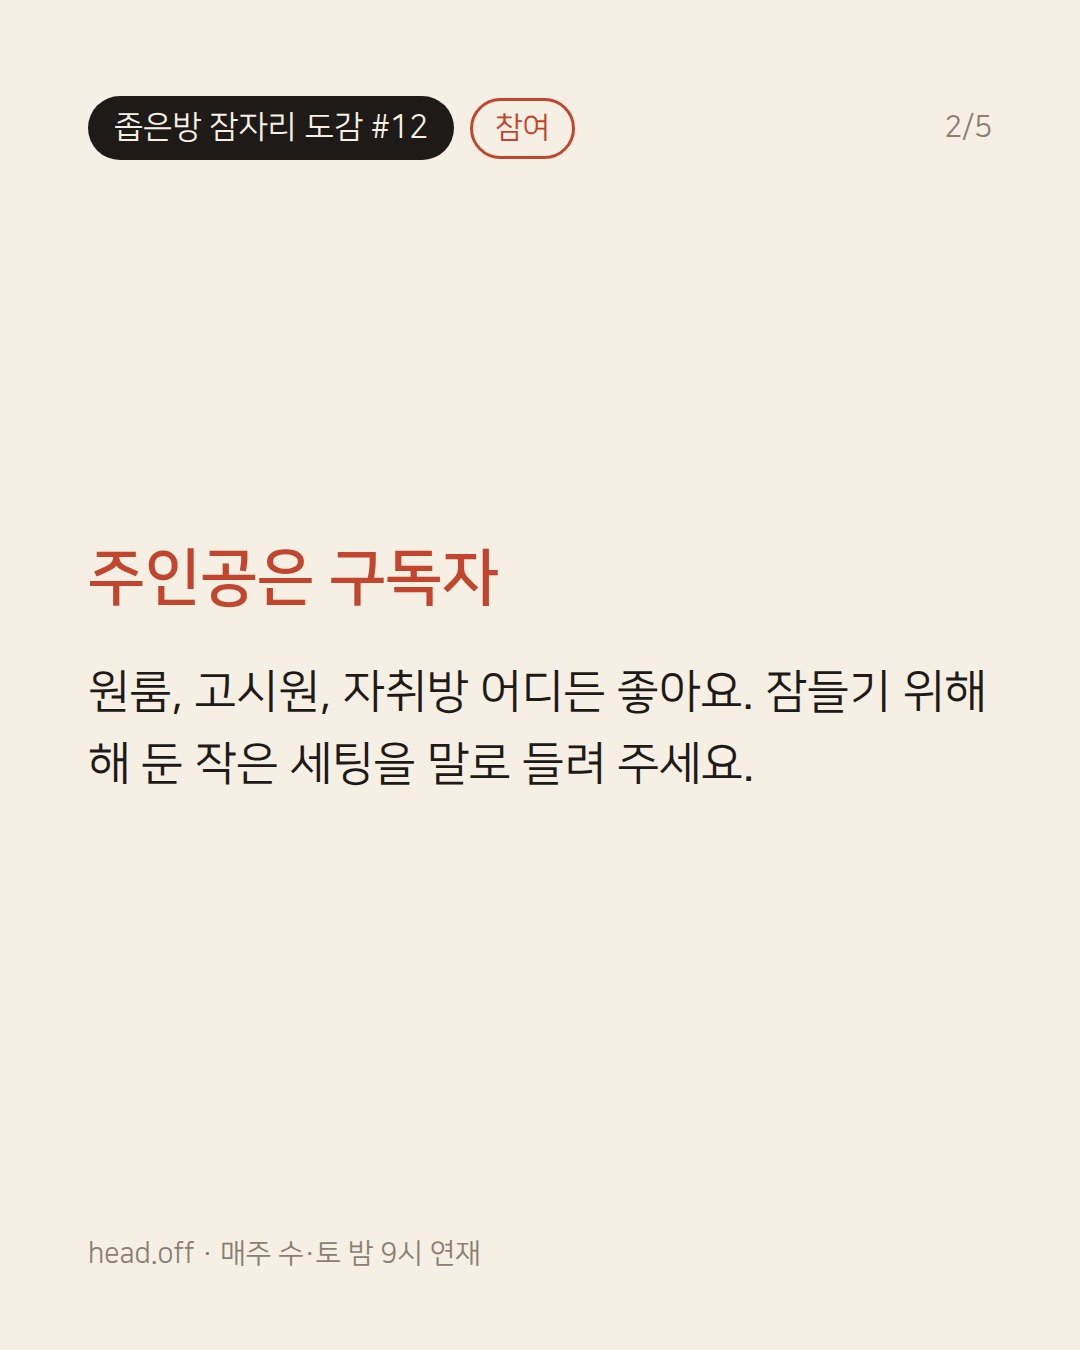 좁은방 잠자리 도감 #12
참여
2/5
주인공은 구독자
원룸, 고시원, 자취방 어디든 좋아요. 잠들기 위해
해 둔 작은 세팅을 말로 들려 주세요.
head.off · 매주 수·토 밤 9시 연재